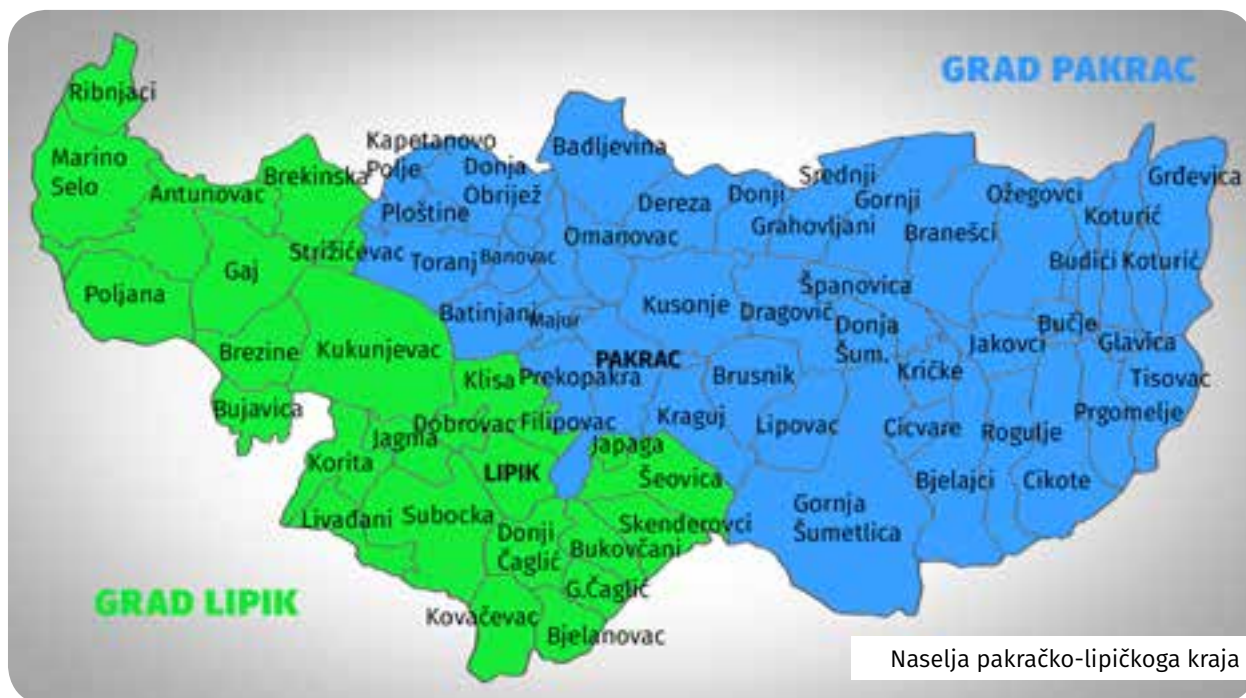 GRAD PAKRAC
Ribnjaci
Kapetanovo
Polje
Badljevina
Marino
Selo
Antunovac
Brekinska
Donja
Obrijež
Ploštine
Dereza
Donji
Srednji
Gornji
Grahovljani
Ožegovci
Grđevica
Koturić
Branešci
Omanovac
Strižićevac
Toranj
Banovac
Gaj
Poljana
Budići
Koturić
Španovica
Kusonje
Dragović
Batinjani
Majur
Donja
Šum.
Bučje
Jakovci
Glavica
Brezine
Kukunjevac
PAKRAC
Klisa
Prekopakra
Brusnik
Kričke
Tisovac
Bujavica
Dobrovac
Filipovac
Kraguj
Lipovac
Cicvare
Rogulje
Prgomelje
Jagma
Japaga
Korita
LIPIK
Šeovica
Bjelajci
Cikote
Livađani
Subocka
Donji
Čaglić
Skenderovci
Gornja
Šumetlica
Bukovčani
G.Čaglić
GRAD LIPIK
Kovačevac
Bjelanovac
Naselja pakračko-lipičkoga kraja